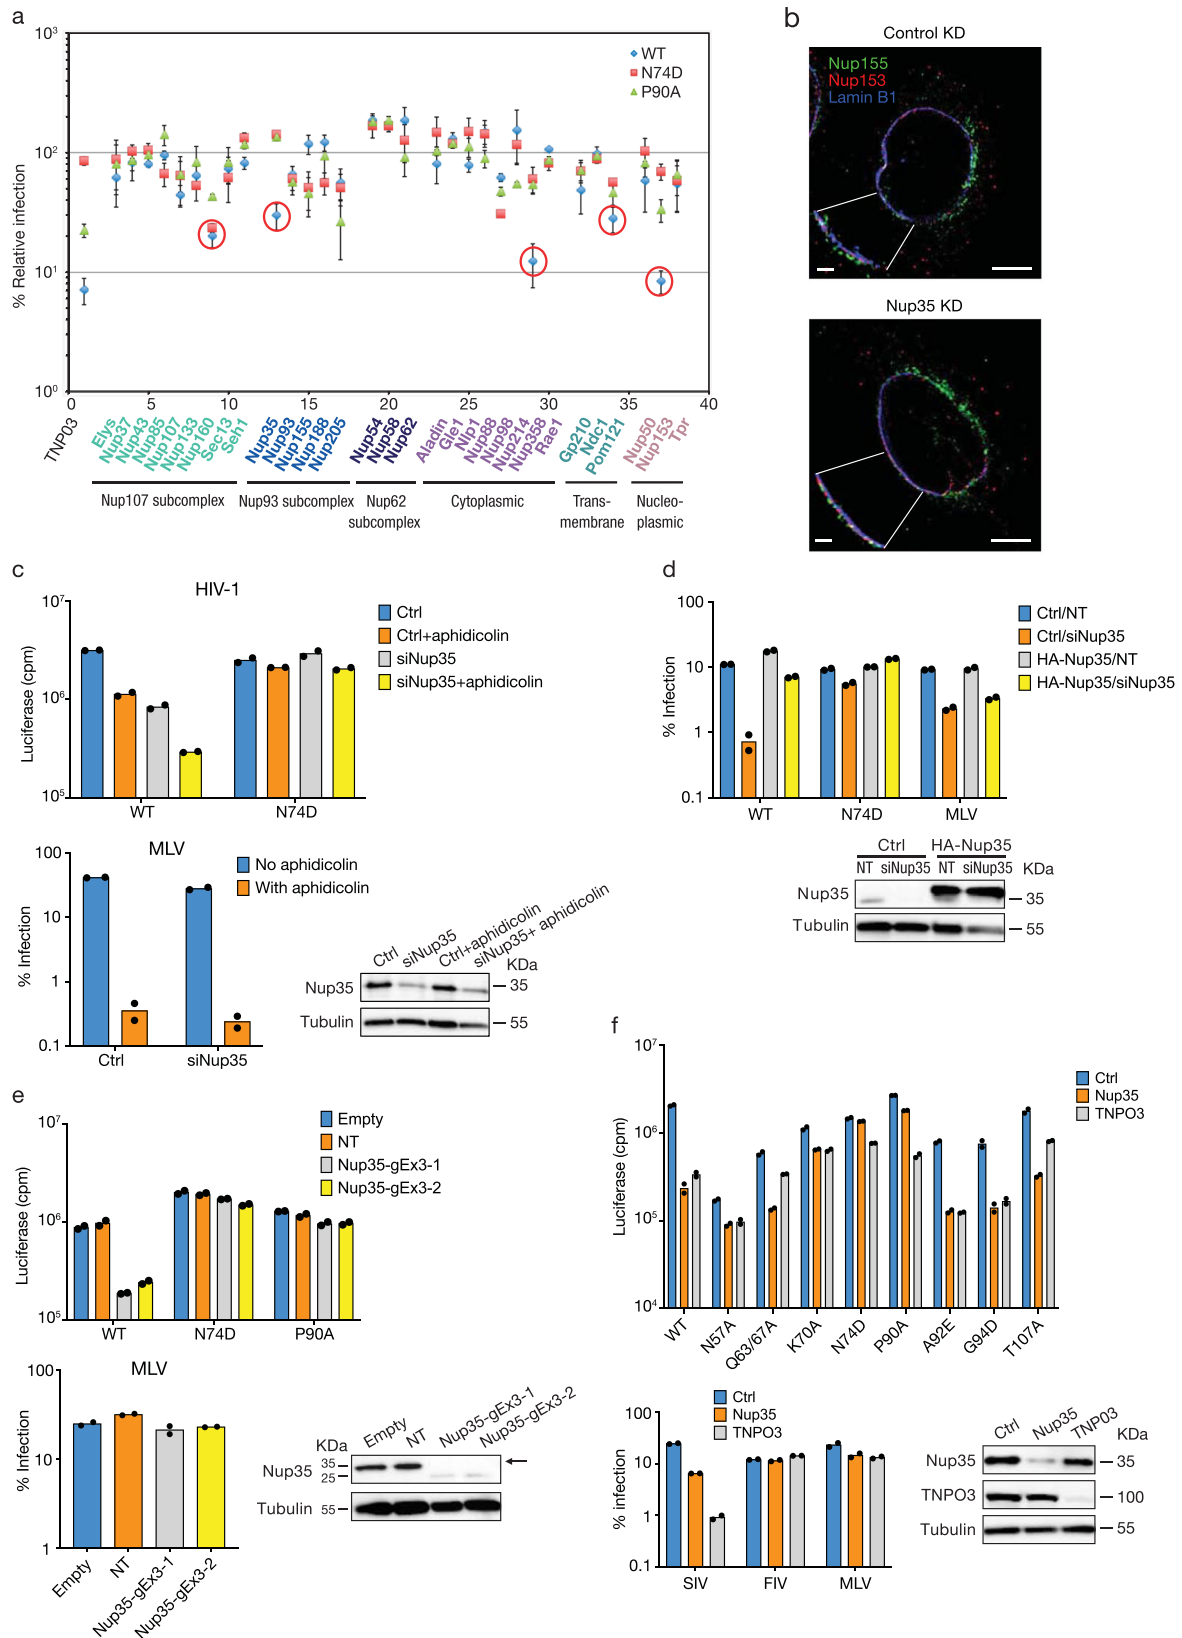 a
10³
10²
10¹
10⁰
% Relative infection
WT
N74D
P90A
0 5 10 15 20 25 30 35 40
TNP03
Elys
Nup37
Nup43
Nup85
Nup107
Nup133
Nup160
Sec13
Seh1
Nup35
Nup93
Nup155
Nup188
Nup205
Nup54
Nup58
Nup62
Aladin
Gle1
Nlp1
Nup88
Nup98
Nup214
Nup358
Rae1
Gp210
Ndc1
Pom121
Nup50
Nup153
Tpr
Nup107 subcomplex
Nup93 subcomplex
Nup62
subcomplex
Cytoplasmic
Trans-
membrane
Nucleo-
plasmic
b
Control KD
Nup155
Nup153
Lamin B1
Nup35 KD
c
HIV-1
10⁷
10⁶
10⁵
Luciferase (cpm)
Ctrl
Ctrl+aphidicolin
siNup35
siNup35+aphidicolin
WT N74D
MLV
100
10
1
0.1
% Infection
No aphidicolin
With aphidicolin
Ctrl siNup35
Ctrl
siNup35
Ctrl+aphidicolin
siNup35+ aphidicolin
KDa
Nup35 35
Tubulin 55
d
100
10
1
0.1
% Infection
Ctrl/NT
Ctrl/siNup35
HA-Nup35/NT
HA-Nup35/siNup35
WT N74D MLV
Ctrl HA-Nup35
NT siNup35 NT siNup35 KDa
Nup35 35
Tubulin 55
e
10⁷
10⁶
10⁵
Luciferase (cpm)
Empty
NT
Nup35-gEx3-1
Nup35-gEx3-2
WT N74D P90A
MLV
100
10
1
% Infection
Empty
NT
Nup35-gEx3-1
Nup35-gEx3-2
Empty
NT
Nup35-gEx3-1
Nup35-gEx3-2
KDa
Nup35 35
25
Tubulin 55
f
10⁷
10⁶
10⁵
10⁴
Luciferase (cpm)
Ctrl
Nup35
TNPO3
WT
N57A
Q63/67A
K70A
N74D
P90A
A92E
G94D
T107A
100
10
1
0.1
% infection
Ctrl
Nup35
TNPO3
SIV FIV MLV
Ctrl
Nup35
TNP03
KDa
Nup35 35
TNPO3 100
Tubulin 55